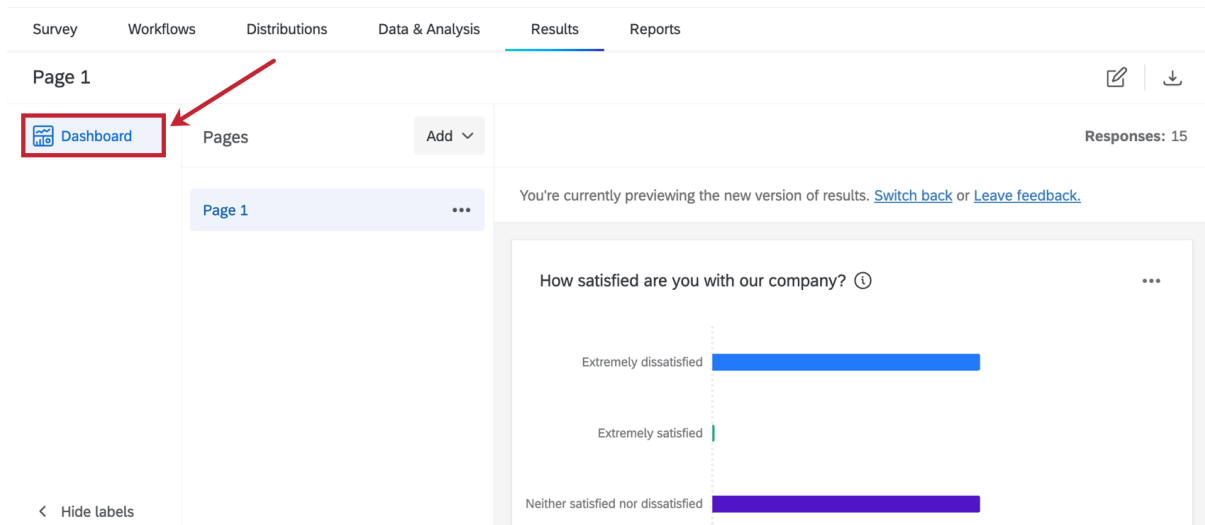 Survey Workflows Distributions Data & Analysis Results Reports
Page 1
Dashboard
Pages
Add
Responses: 15
Page 1
You're currently previewing the new version of results. Switch back or Leave feedback.
How satisfied are you with our company?
Extremely dissatisfied
Extremely satisfied
Neither satisfied nor dissatisfied
Hide labels